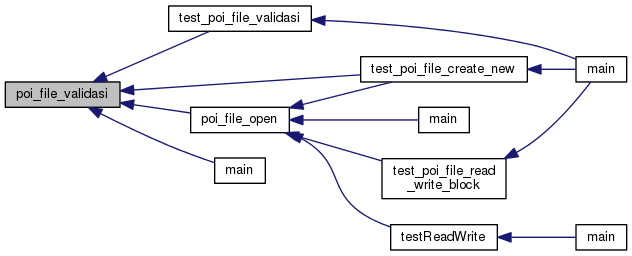 test_poi_file_validasi
test_poi_file_create_new
main
poi_file_validasi
poi_file_open
main
main
test_poi_file_read
_write_block
testReadWrite
main